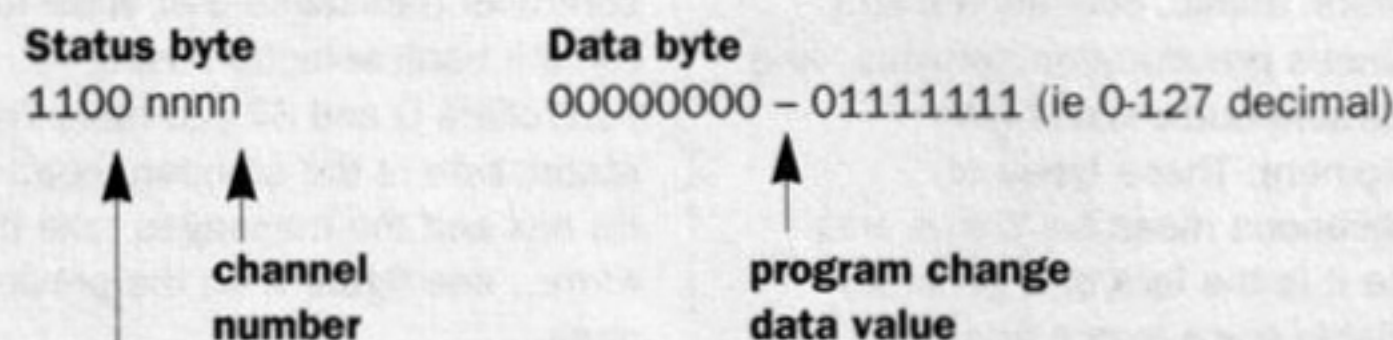 Status byte Data byte
1100 nnnn 00000000 – 01111111 (ie 0-127 decimal)
channel program change
number data value